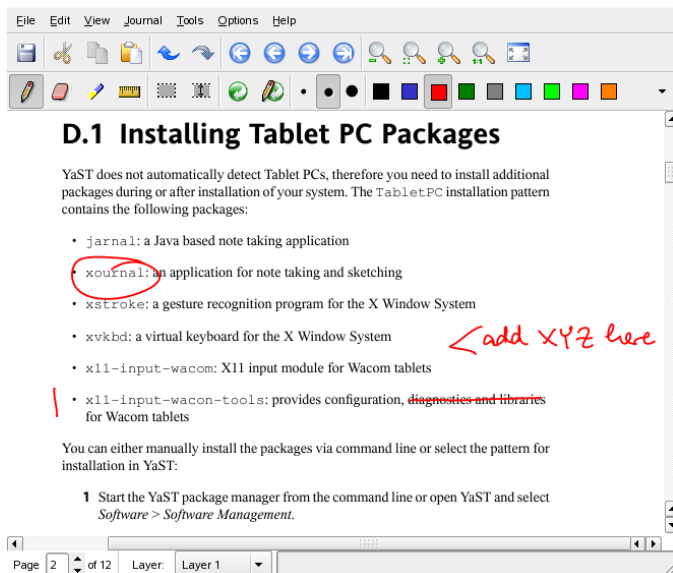 File Edit View Journal Tools Options Help
D.1 Installing Tablet PC Packages
YaST does not automatically detect Tablet PCs, therefore you need to install additional
packages during or after installation of your system. The TabletPC installation pattern
contains the following packages:
• jarnal: a Java based note taking application
• xournal: an application for note taking and sketching
• xstroke: a gesture recognition program for the X Window System
• xvkbd: a virtual keyboard for the X Window System
add XYZ here
• x11-input-wacom: X11 input module for Wacom tablets
• x11-input-wacon-tools: provides configuration, diagnostics and libraries
for Wacom tablets
You can either manually install the packages via command line or select the pattern for
installation in YaST:
1 Start the YaST package manager from the command line or open YaST and select
Software > Software Management.
Page 2 of 12 Layer: Layer 1